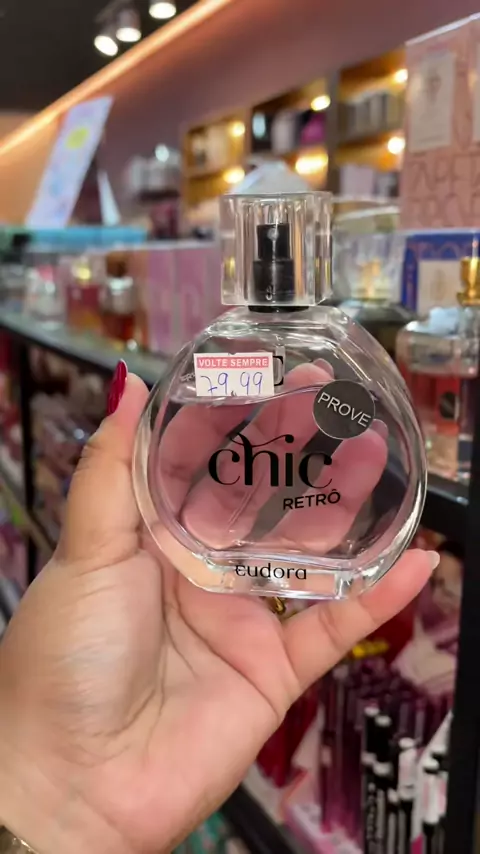 VOLTE SEMPRE
79,99
PROVE
chic
RETRÔ
eudora